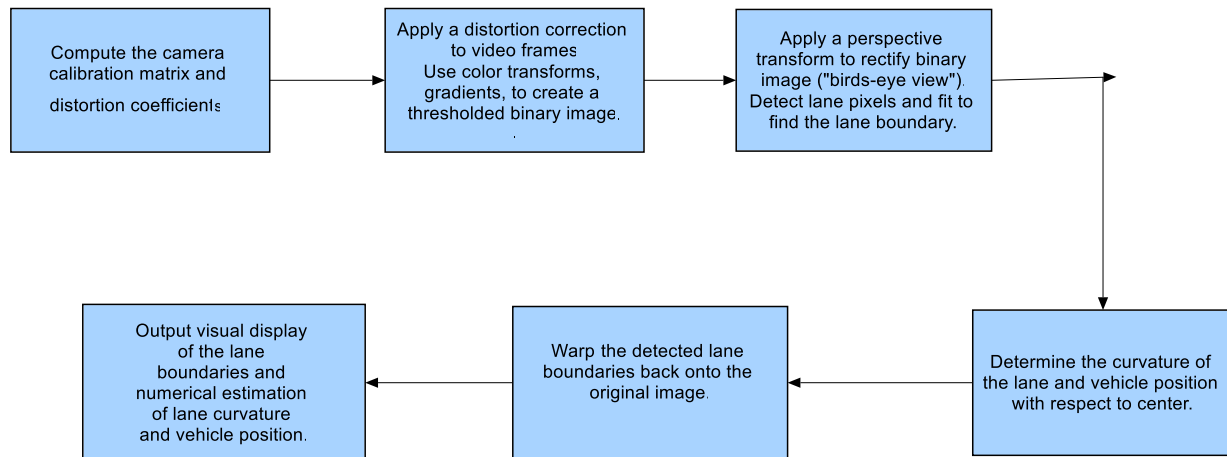 Compute the camera
calibration matrix and
distortion coefficients
Apply a distortion correction
to video frames
Use color transforms,
gradients, to create a
thresholded binary image.
.
Apply a perspective
transform to rectify binary
image ("birds-eye view").
Detect lane pixels and fit to
find the lane boundary.
Determine the curvature of
the lane and vehicle position
with respect to center.
Warp the detected lane
boundaries back onto the
original image.
Output visual display
of the lane
boundaries and
numerical estimation
of lane curvature
and vehicle position.